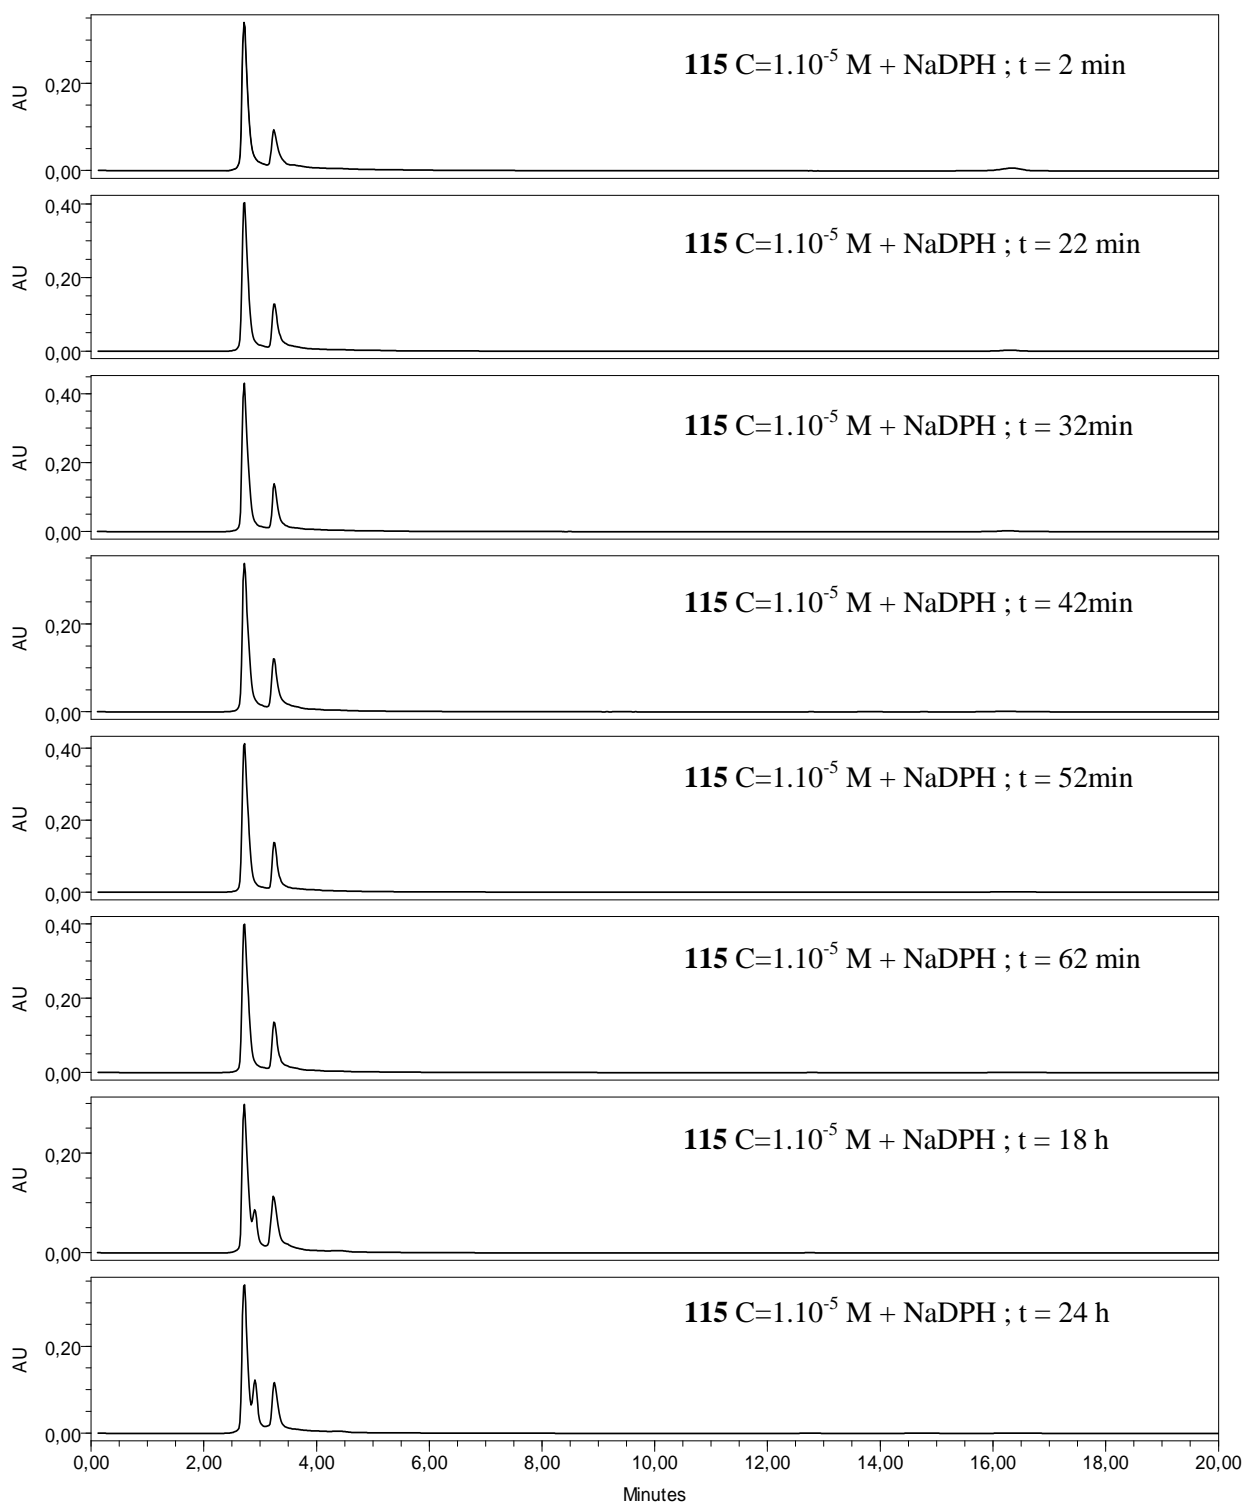 AU
0,20
0,00
115 C=1.10-5 M + NaDPH ; t = 2 min
AU
0,40
0,20
0,00
115 C=1.10-5 M + NaDPH ; t = 22 min
AU
0,40
0,20
0,00
115 C=1.10-5 M + NaDPH ; t = 32min
AU
0,20
0,00
115 C=1.10-5 M + NaDPH ; t = 42min
AU
0,40
0,20
0,00
115 C=1.10-5 M + NaDPH ; t = 52min
AU
0,40
0,20
0,00
115 C=1.10-5 M + NaDPH ; t = 62 min
AU
0,20
0,00
115 C=1.10-5 M + NaDPH ; t = 18 h
AU
0,20
0,00
115 C=1.10-5 M + NaDPH ; t = 24 h
0,00 2,00 4,00 6,00 8,00 10,00 12,00 14,00 16,00 18,00 20,00
Minutes